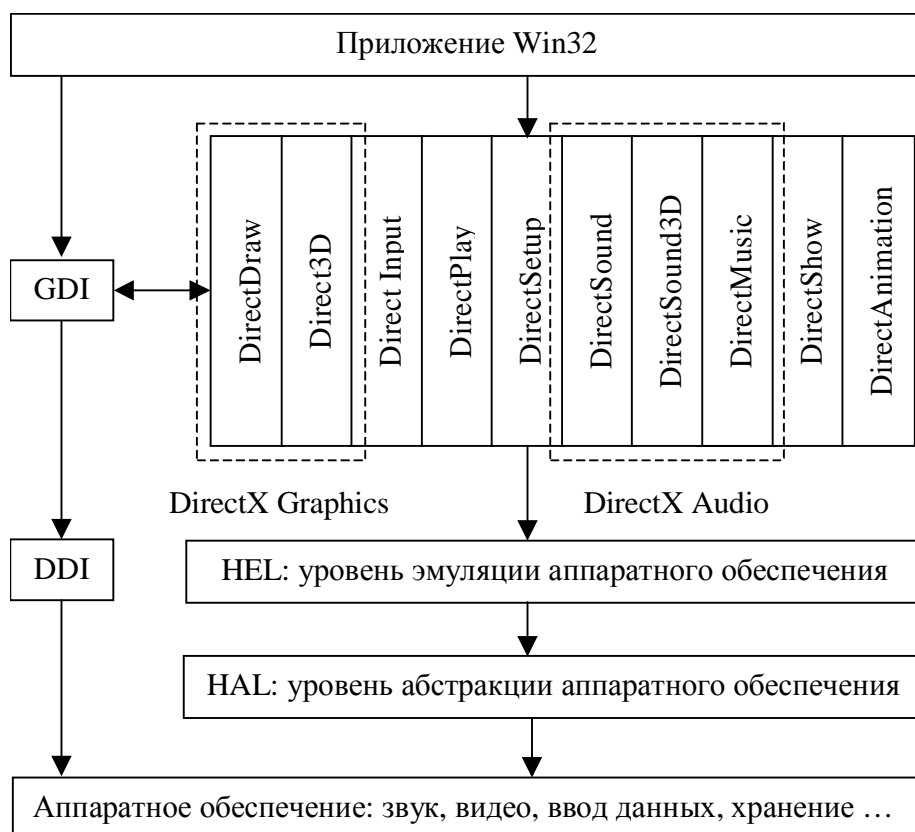 Приложение Win32
GDI
DirectDraw
Direct3D
Direct Input
DirectPlay
DirectSetup
DirectSound
DirectSound3D
DirectMusic
DirectShow
DirectAnimation
DirectX Graphics
DirectX Audio
DDI
HEL: уровень эмуляции аппаратного обеспечения
HAL: уровень абстракции аппаратного обеспечения
Аппаратное обеспечение: звук, видео, ввод данных, хранение …